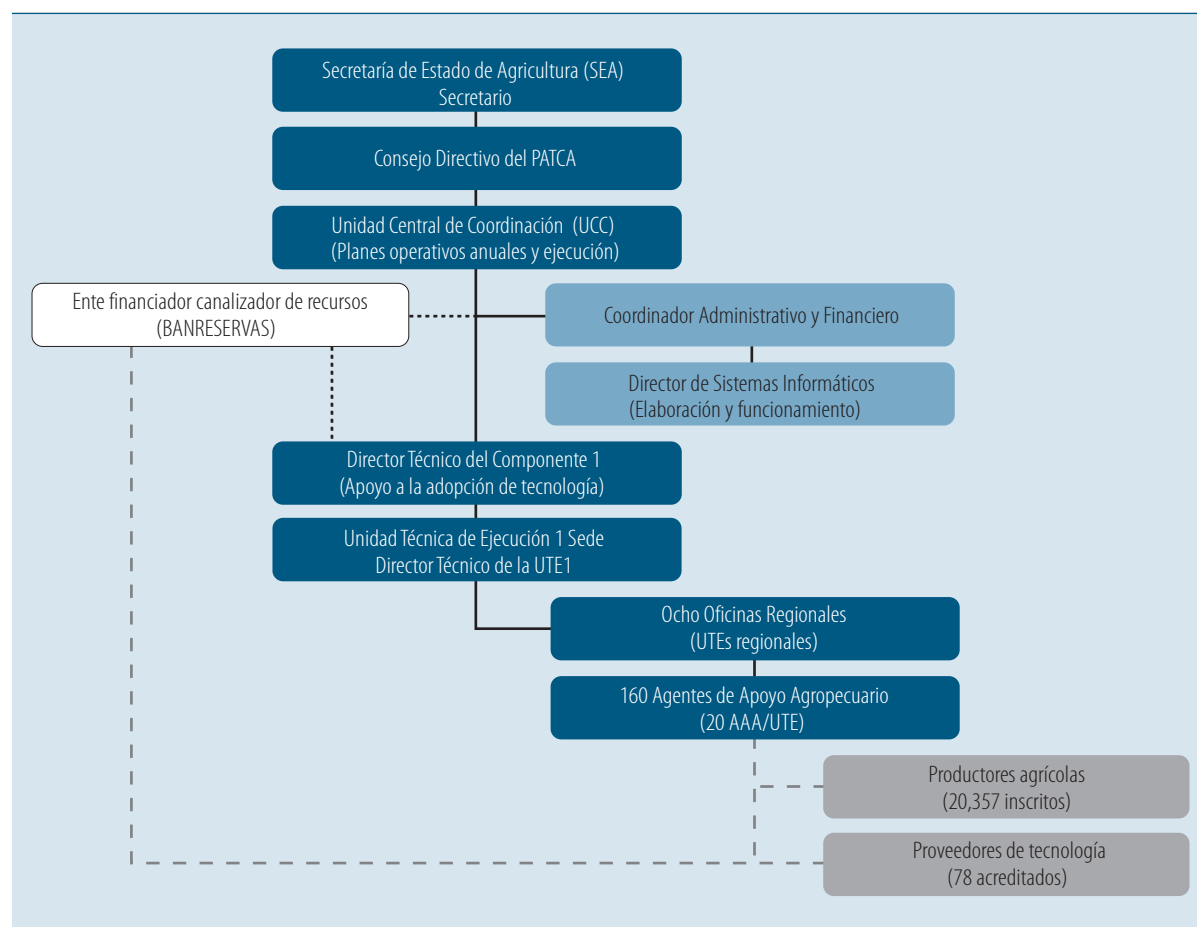 Secretaría de Estado de Agricultura (SEA)
Secretario
Consejo Directivo del PATCA
Unidad Central de Coordinación (UCC)
(Planes operativos anuales y ejecución)
Ente financiador canalizador de recursos
(BANRESERVAS)
Coordinador Administrativo y Financiero
Director de Sistemas Informáticos
(Elaboración y funcionamiento)
Director Técnico del Componente 1
(Apoyo a la adopción de tecnología)
Unidad Técnica de Ejecución 1 Sede
Director Técnico de la UTE1
Ocho Oficinas Regionales
(UTEs regionales)
160 Agentes de Apoyo Agropecuario
(20 AAA/UTE)
Productores agrícolas
(20,357 inscritos)
Proveedores de tecnología
(78 acreditados)